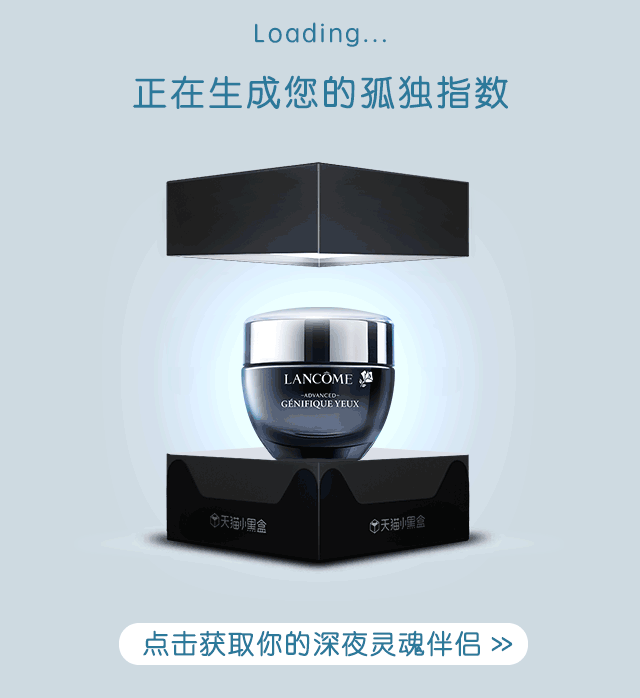 Loading...
正在生成您的孤独指数
LANCÔME
-ADVANCED-
GÉNIFIQUE YEUX
天猫小黑盒
天猫小黑盒
点击获取你的深夜灵魂伴侣 >>